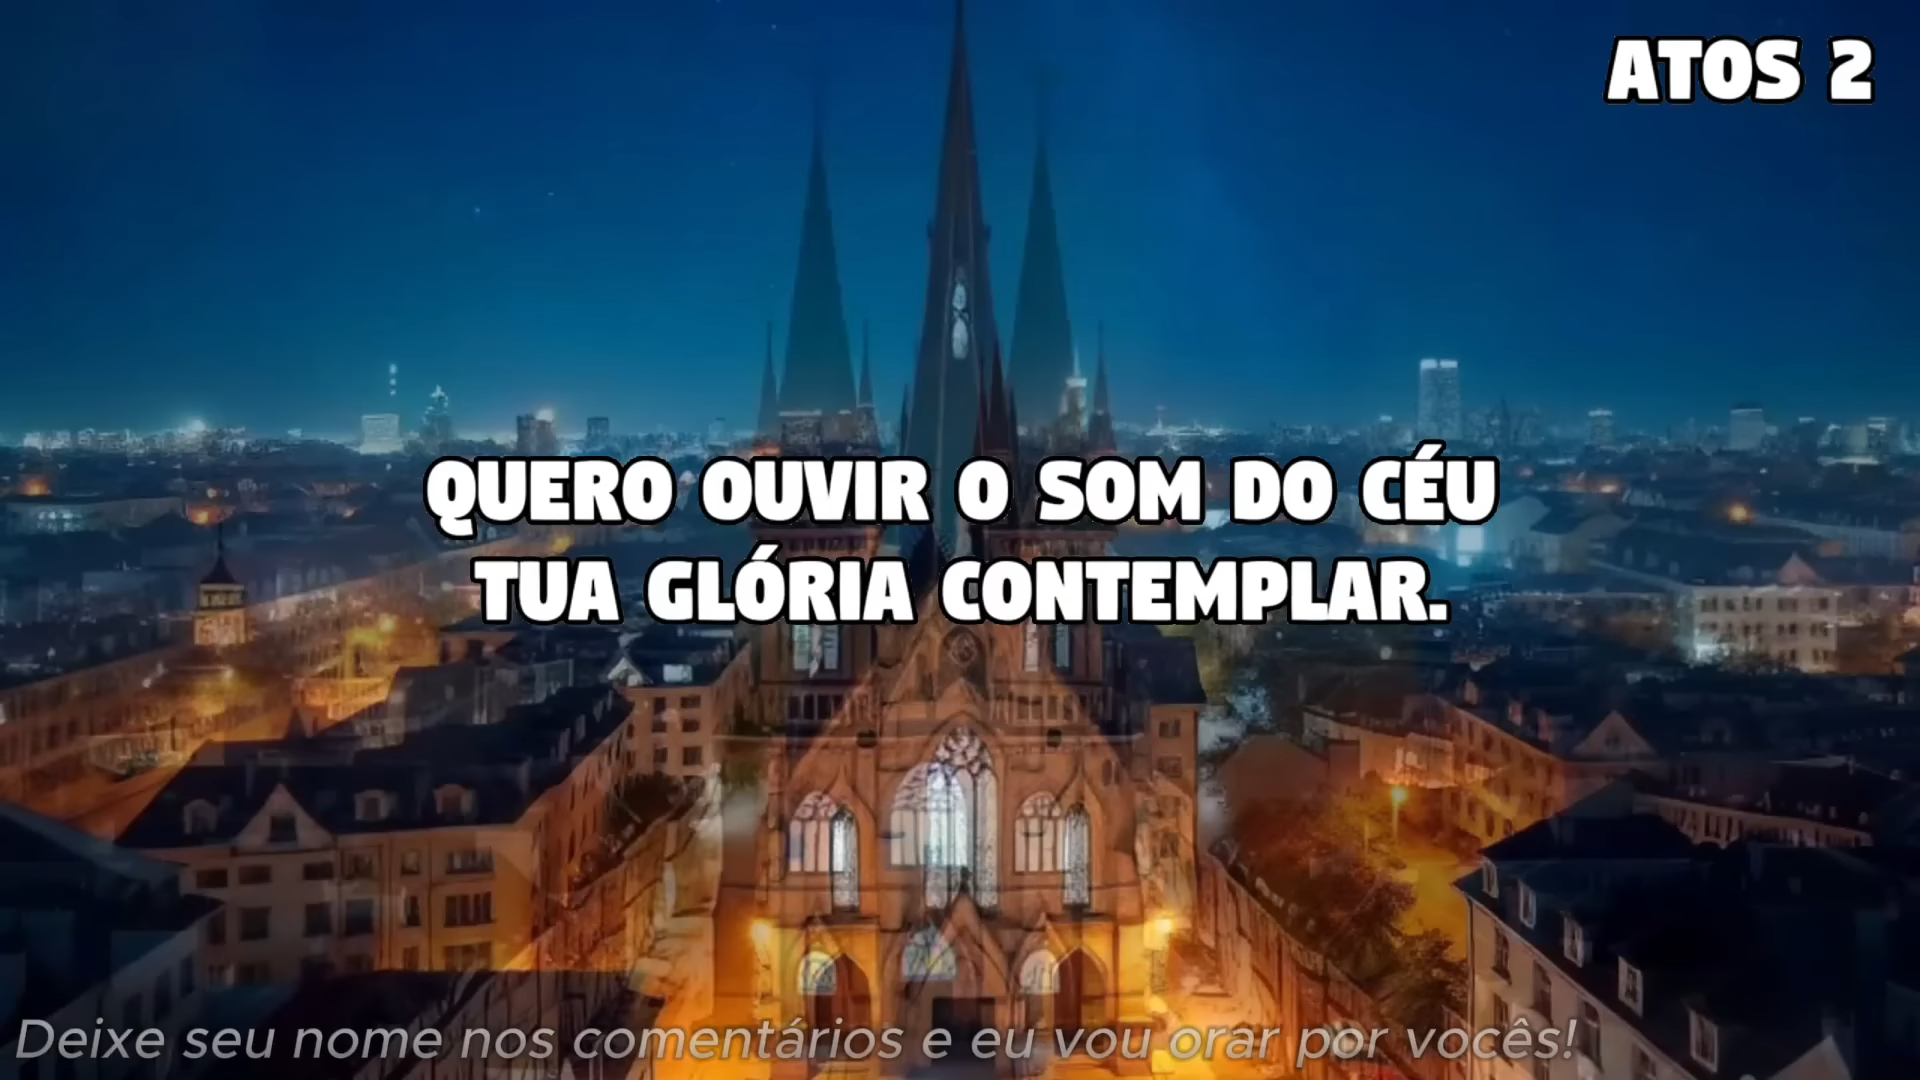 ATOS 2
QUERO OUVIR O SOM DO CÉU
TUA GLÓRIA CONTEMPLAR.
Deixe seu nome nos comentários e eu vou orar por vocês!